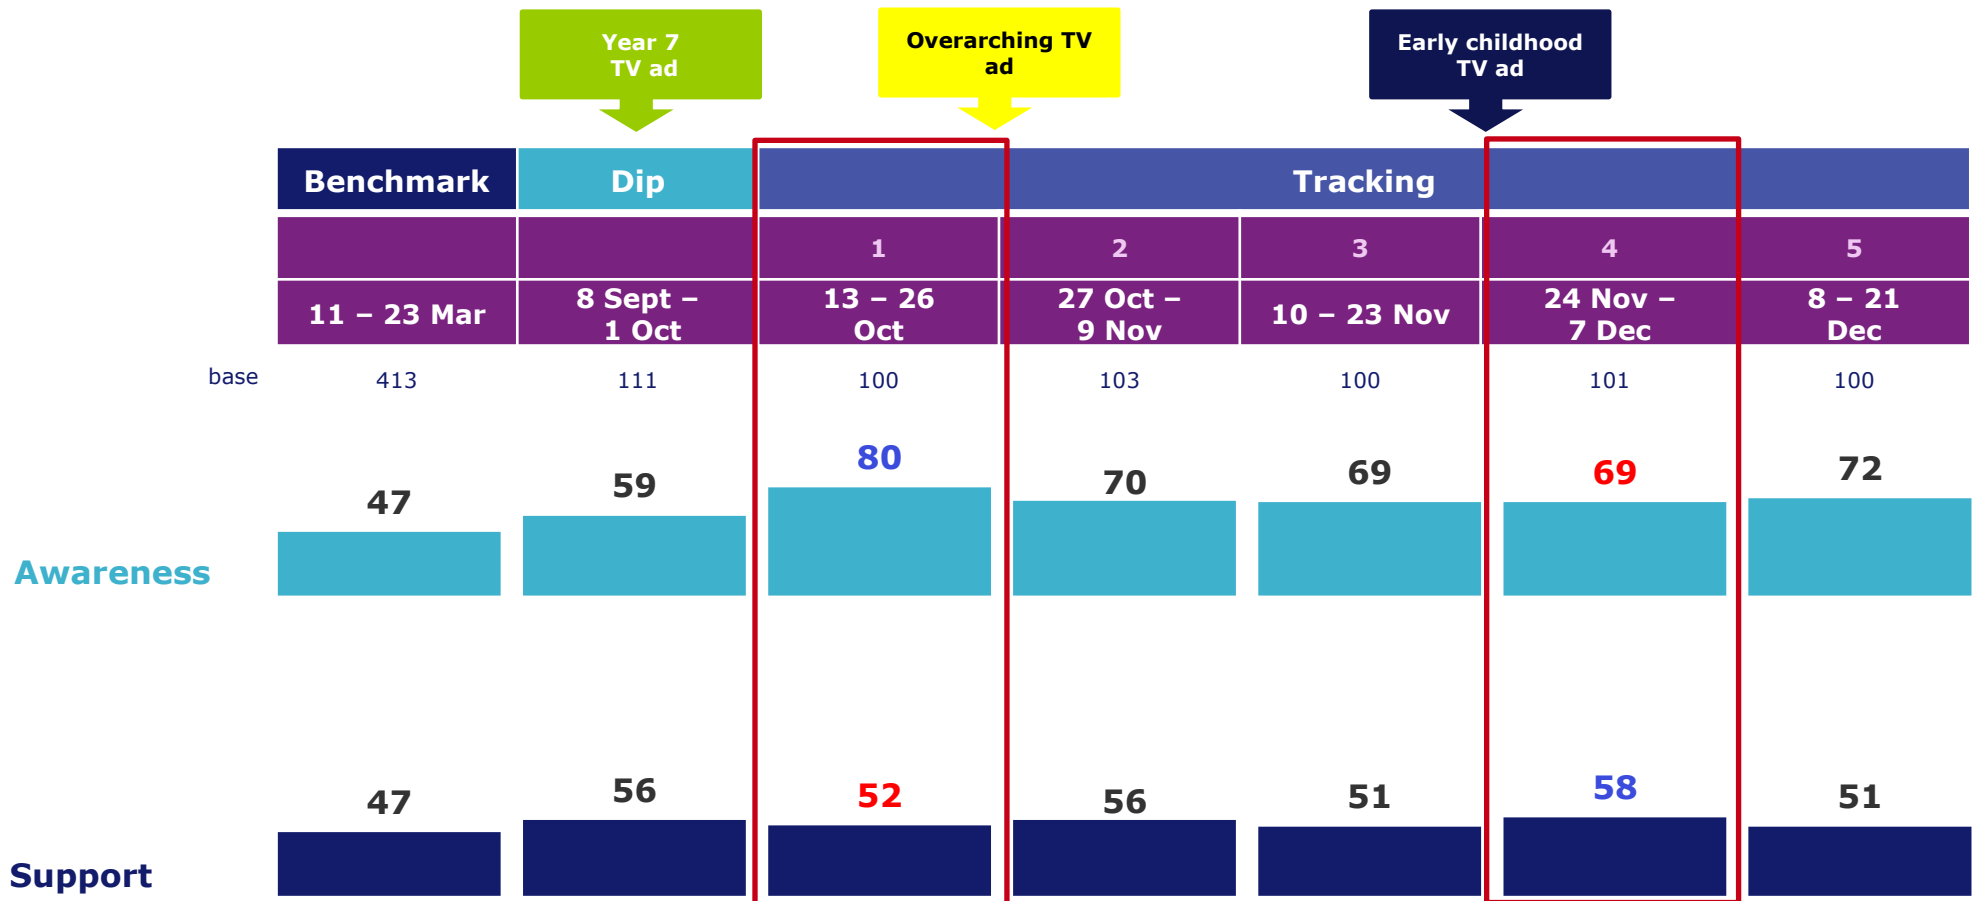 Year 7
TV ad
Overarching TV
ad
Early childhood
TV ad
Benchmark Dip Tracking
1 2 3 4 5
11 – 23 Mar
8 Sept –
1 Oct
13 – 26
Oct
27 Oct –
9 Nov
10 – 23 Nov
24 Nov –
7 Dec
8 – 21
Dec
base 413 111 100 103 100 101 100
47 59 80 70 69 69 72
Awareness
47 56 52 56 51 58 51
Support